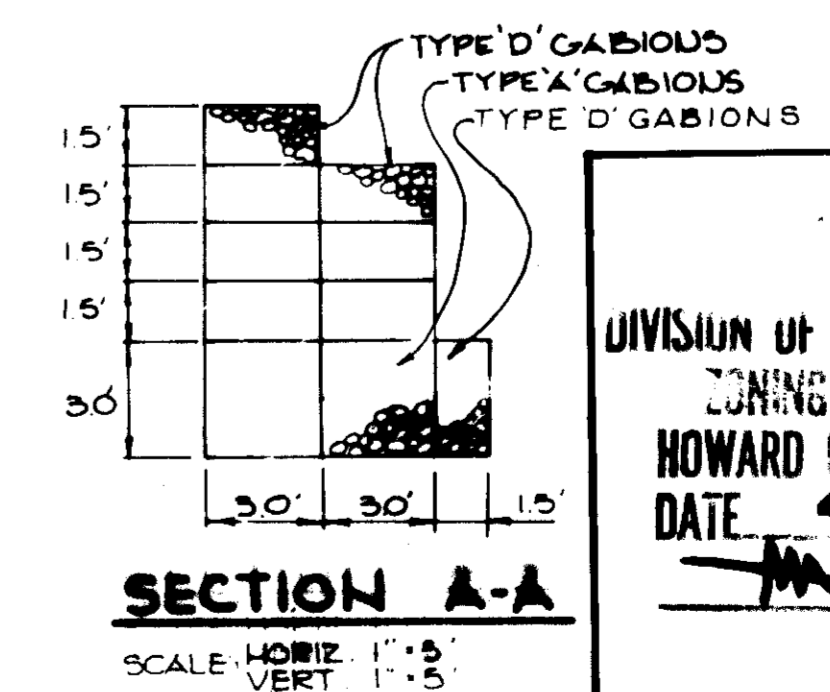 TYPE 'D' GABIONS
TYPE 'A' GABIONS
TYPE 'D' GABIONS
1.5'
1.5'
1.5'
1.5'
3.0'
3.0' 3.0' 1.5'
SECTION A-A
SCALE: HORIZ. 1" = 5'
VERT. 1" = 5'
DIVISION OF
ZONING
HOWARD
DATE